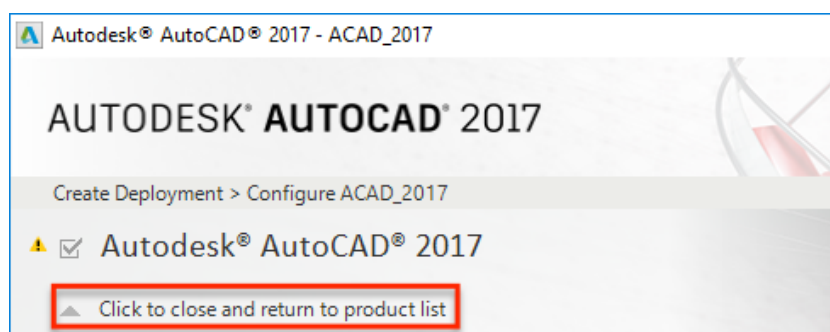 Autodesk® AutoCAD® 2017 - ACAD_2017
AUTODESK® AUTOCAD® 2017
Create Deployment > Configure ACAD_2017
Autodesk® AutoCAD® 2017
Click to close and return to product list